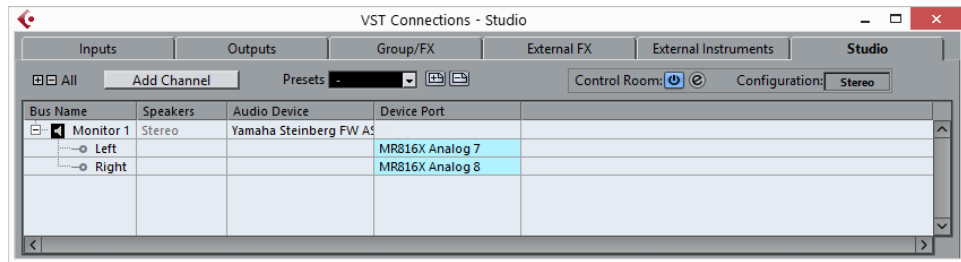 VST Connections - Studio
Inputs Outputs Group/FX External FX External Instruments Studio
All Add Channel Presets - Control Room: Configuration: Stereo
Bus Name Speakers Audio Device Device Port
Monitor 1 Stereo Yamaha Steinberg FW AS
Left MR816X Analog 7
Right MR816X Analog 8